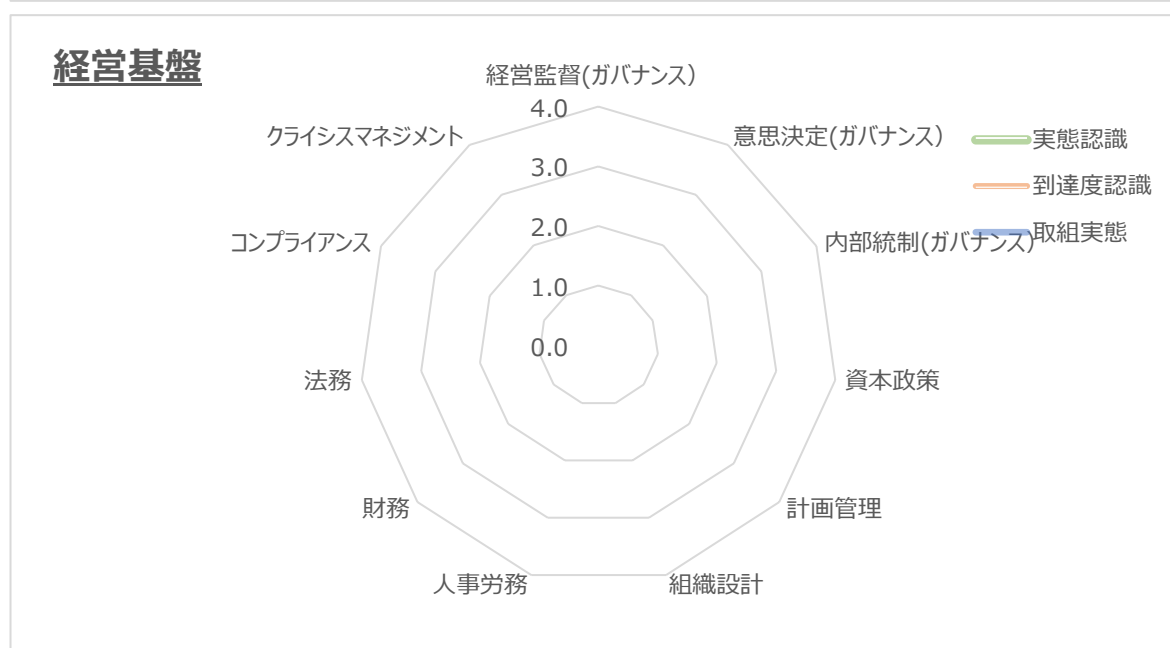 経営基盤
経営監督(ガバナンス)
4.0
クライシスマネジメント
意思決定(ガバナンス)
実態認識
3.0
到達度認識
2.0
コンプライアンス
内部統制(ガバナンス)
取組実態
1.0
0.0
法務
資本政策
財務
計画管理
人事労務
組織設計